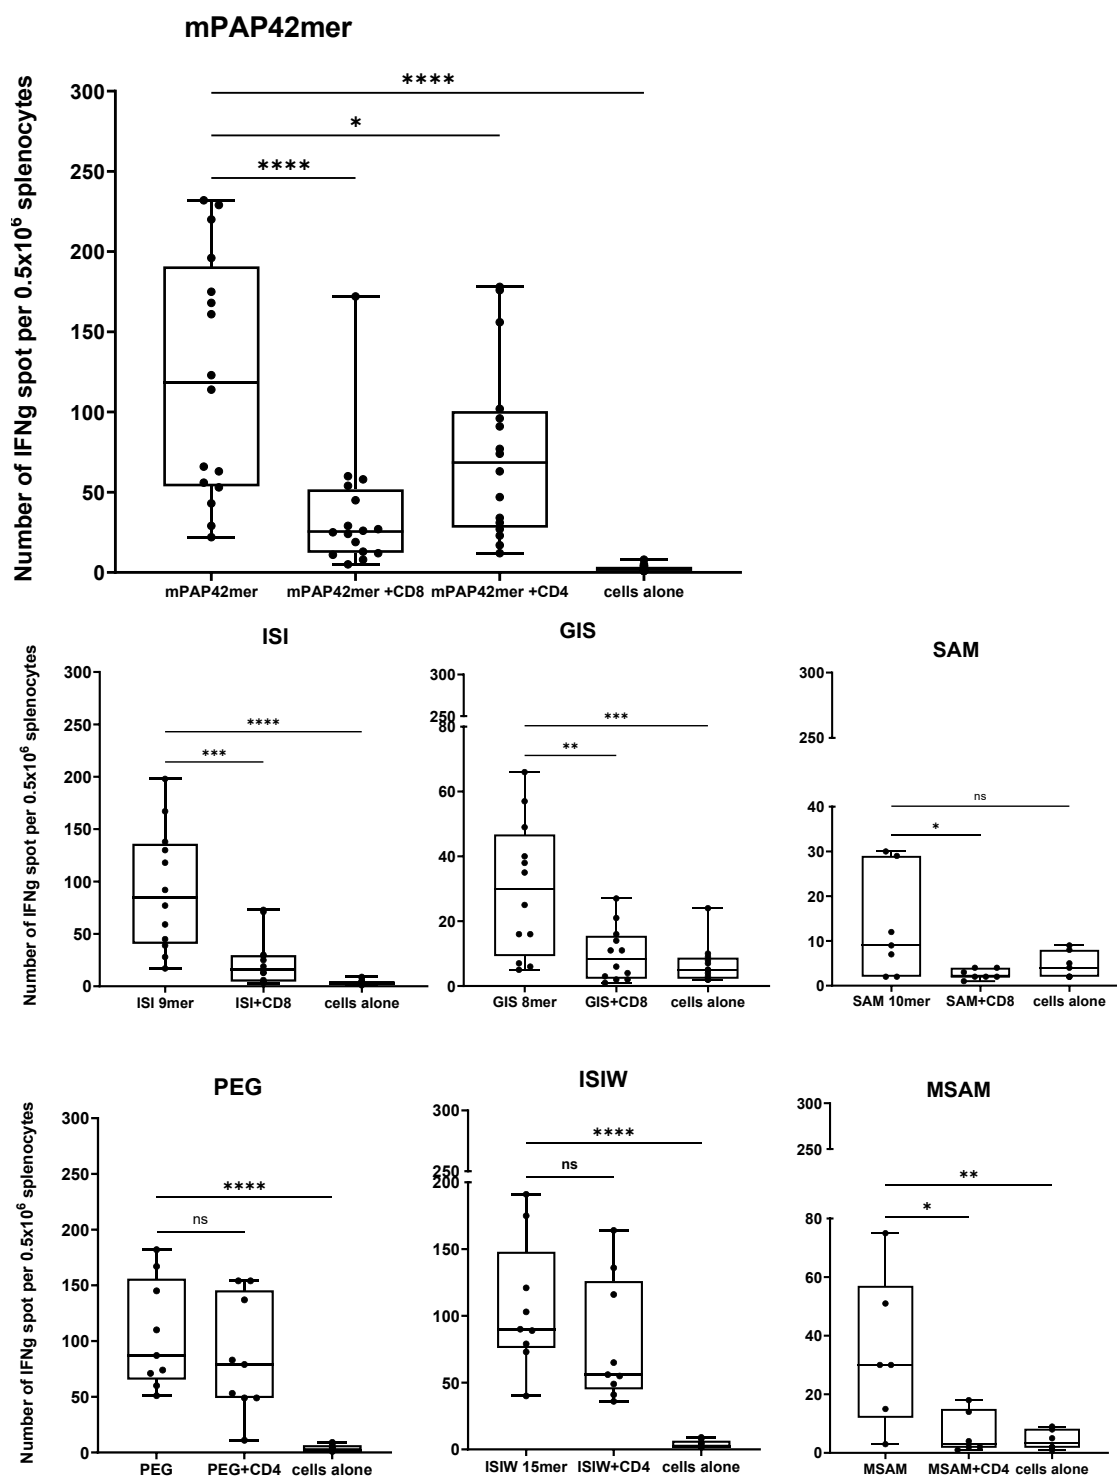 mPAP42mer
Number of IFNg spot per 0.5x10⁶ splenocytes
300
250
200
150
100
50
0
****
*
****
mPAP42mer
mPAP42mer +CD8
mPAP42mer +CD4
cells alone
ISI
Number of IFNg spot per 0.5x10⁶ splenocytes
300
250
200
150
100
50
0
****
***
ISI 9mer
ISI+CD8
cells alone
GIS
300
250
80
60
40
20
0
***
**
GIS 8mer
GIS+CD8
cells alone
SAM
300
250
40
30
20
10
0
ns
*
SAM 10mer
SAM+CD8
cells alone
PEG
Number of IFNg spot per 0.5x10⁶ splenocytes
300
250
200
150
100
50
0
****
ns
PEG
PEG+CD4
cells alone
ISIW
300
250
200
150
100
50
0
****
ns
ISIW 15mer
ISIW+CD4
cells alone
MSAM
300
250
80
60
40
20
0
**
*
MSAM
MSAM+CD4
cells alone